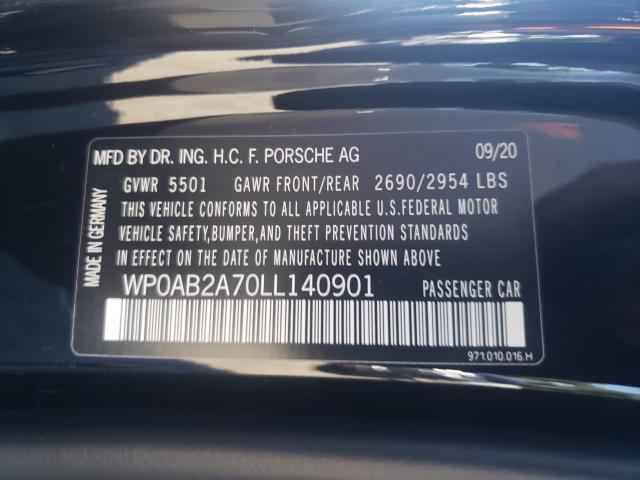 MFD BY DR. ING. H.C. F. PORSCHE AG 09/20
GVWR 5501 GAWR FRONT/REAR 2690/2954 LBS
THIS VEHICLE CONFORMS TO ALL APPLICABLE U.S.FEDERAL MOTOR
VEHICLE SAFETY,BUMPER,AND THEFT PREVENTION STANDARDS
IN EFFECT ON THE DATE OF MANUFACTURE SHOWN ABOVE.
WP0AB2A70LL140901 PASSENGER CAR
971.010.016.H
MADE IN GERMANY